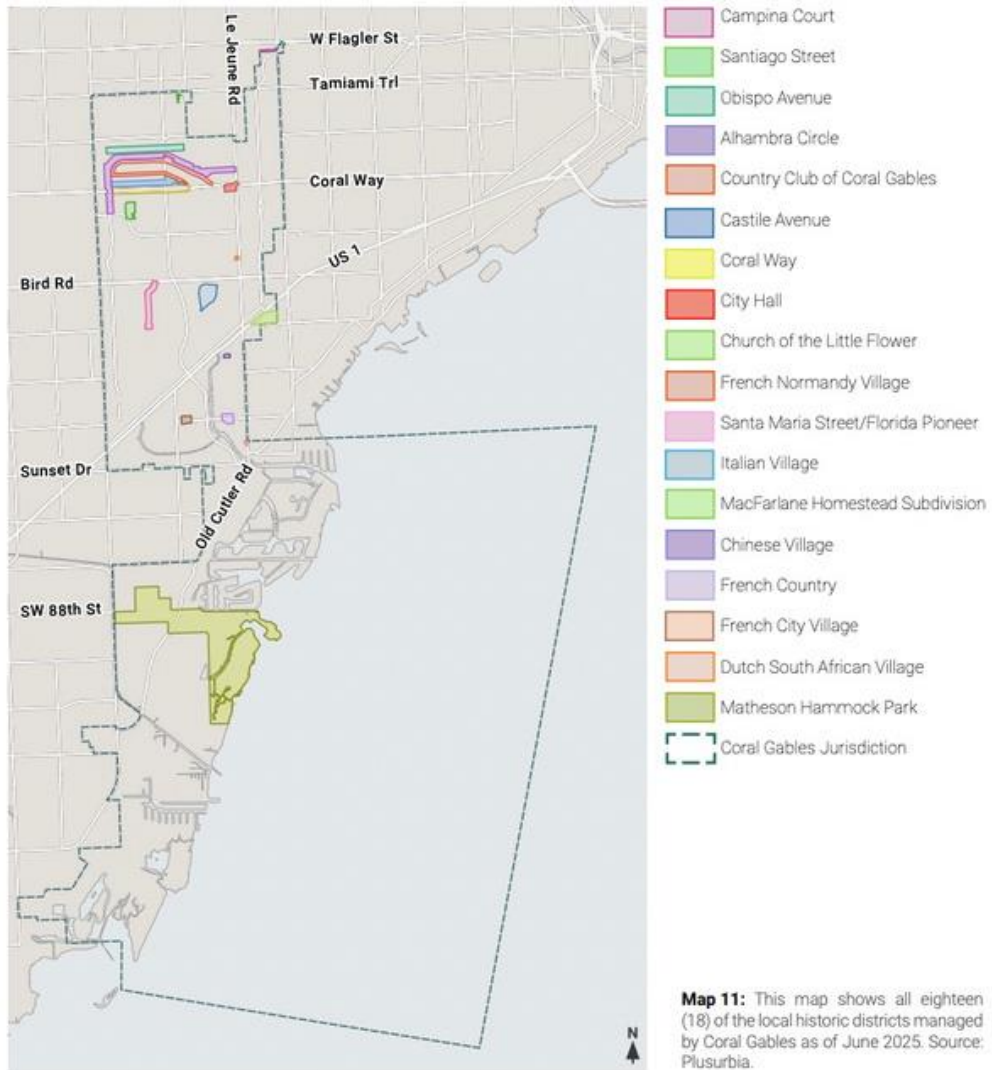 Le Jeune Rd
W Flagler St
Tamiami Trl
Coral Way
US 1
Bird Rd
Sunset Dr
Old Cutler Rd
SW 88th St
N
Campina Court
Santiago Street
Obispo Avenue
Alhambra Circle
Country Club of Coral Gables
Castile Avenue
Coral Way
City Hall
Church of the Little Flower
French Normandy Village
Santa Maria Street/Florida Pioneer
Italian Village
MacFarlane Homestead Subdivision
Chinese Village
French Country
French City Village
Dutch South African Village
Matheson Hammock Park
Coral Gables Jurisdiction
Map 11: This map shows all eighteen
(18) of the local historic districts managed
by Coral Gables as of June 2025. Source:
Plusurbia.